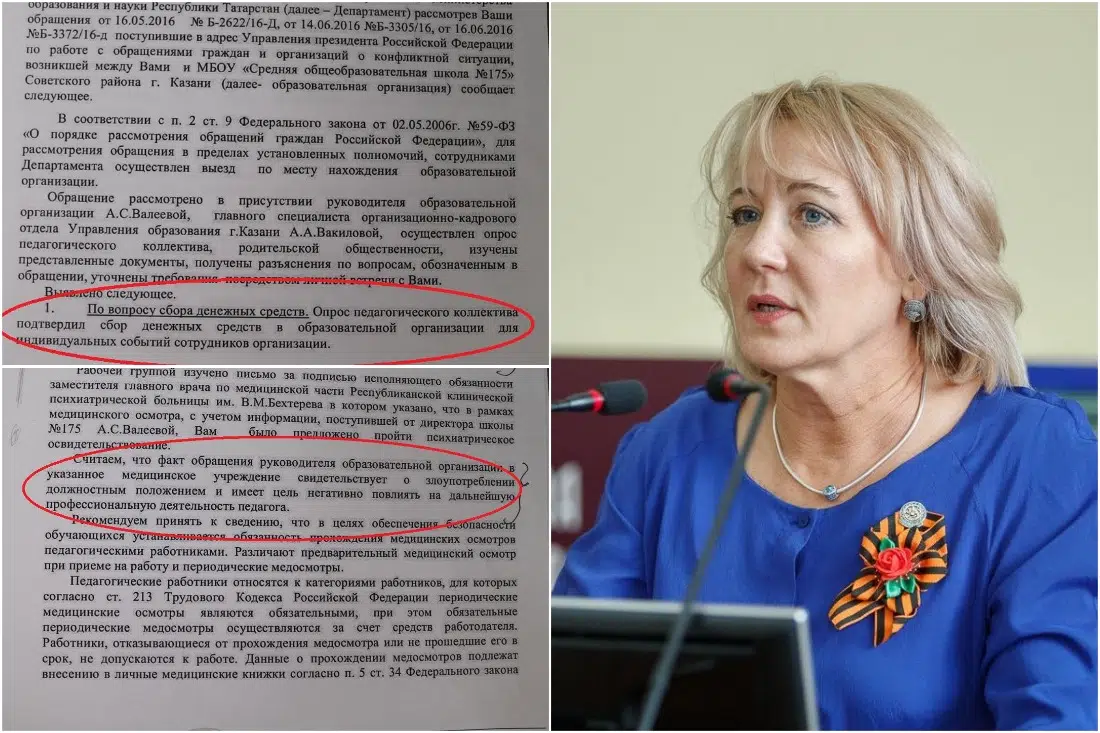 образования и науки Республики Татарстан (далее – Департамент) рассмотрев Ваши
обращения от 16.05.2016 № Б-2622/16-Д, от 14.06.2016 №Б-3305/16, от 16.06.2016
№Б-3372/16-д поступившие в адрес Управления президента Российской Федерации
по работе с обращениями граждан и организаций о конфликтной ситуации,
возникшей между Вами и МБОУ «Средняя общеобразовательная школа №175»
Советского района г. Казани (далее- образовательная организация) сообщает
следующее.
В соответствии с п. 2 ст. 9 Федерального закона от 02.05.2006г. №59-ФЗ
«О порядке рассмотрения обращений граждан Российской Федерации», для
рассмотрения обращения в пределах установленных полномочий, сотрудниками
Департамента осуществлен выезд по месту нахождения образовательной
организации.
Обращение рассмотрено в присутствии руководителя образовательной
организации А.С.Валеевой, главного специалиста организационно-кадрового
отдела Управления образования г.Казани А.А.Вакиловой, осуществлен опрос
педагогического коллектива, родительской общественности, изучены
представленные документы, получены разъяснения по вопросам, обозначенным в
обращении, уточнены требования посредством личной встречи с Вами.
Выявлено следующее.
1. По вопросу сбора денежных средств. Опрос педагогического коллектива
подтвердил сбор денежных средств в образовательной организации для
индивидуальных событий сотрудников организации.
Рабочей группой изучено письмо за подписью исполняющего обязанности
заместителя главного врача по медицинской части Республиканской клинической
психиатрической больницы им. В.М.Бехтерева в котором указано, что в рамках
медицинского осмотра, с учетом информации, поступившей от директора школы
№175 А.С.Валеевой, Вам было предложено пройти психиатрическое
освидетельствование.
Считаем, что факт обращения руководителя образовательной организации в
указанное медицинское учреждение свидетельствует о злоупотреблении
должностным положением и имеет цель негативно повлиять на дальнейшую
профессиональную деятельность педагога.
Рекомендуем принять к сведению, что в целях обеспечения безопасности
обучающихся устанавливается обязанность прохождения медицинских осмотров
педагогическими работниками. Различают предварительный медицинский осмотр
при приеме на работу и периодические медосмотры.
Педагогические работники относятся к категориями работников, для которых
согласно ст. 213 Трудового Кодекса Российской Федерации периодические
медицинские осмотры являются обязательными, при этом обязательные
периодические медосмотры осуществляются за счет средств работодателя.
Работники, отказывающиеся от прохождения медосмотра или не прошедшие его в
срок, не допускаются к работе. Данные о прохождении медосмотров подлежат
внесению в личные медицинские книжки согласно п. 5 ст. 34 Федерального закона